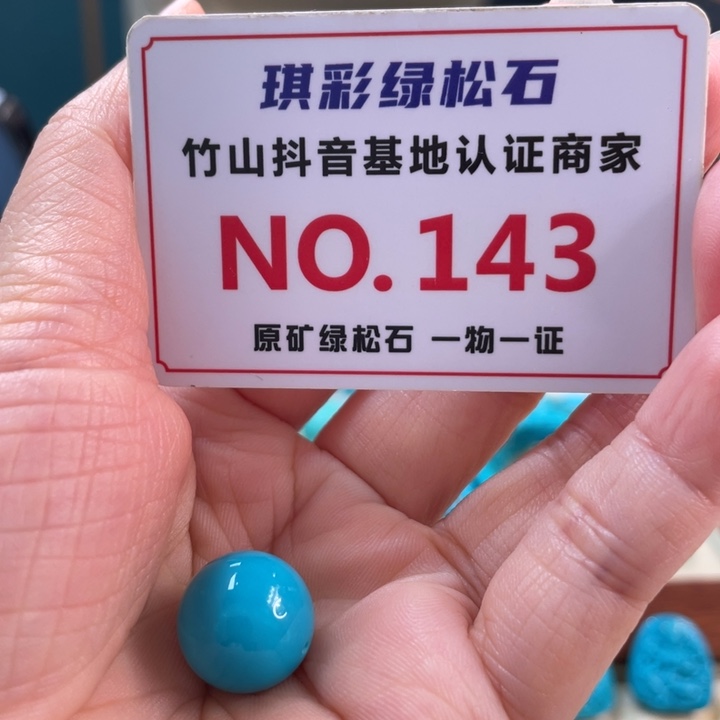 琪彩绿松石
竹山抖音基地认证商家
NO.143
原矿绿松石 一物一证